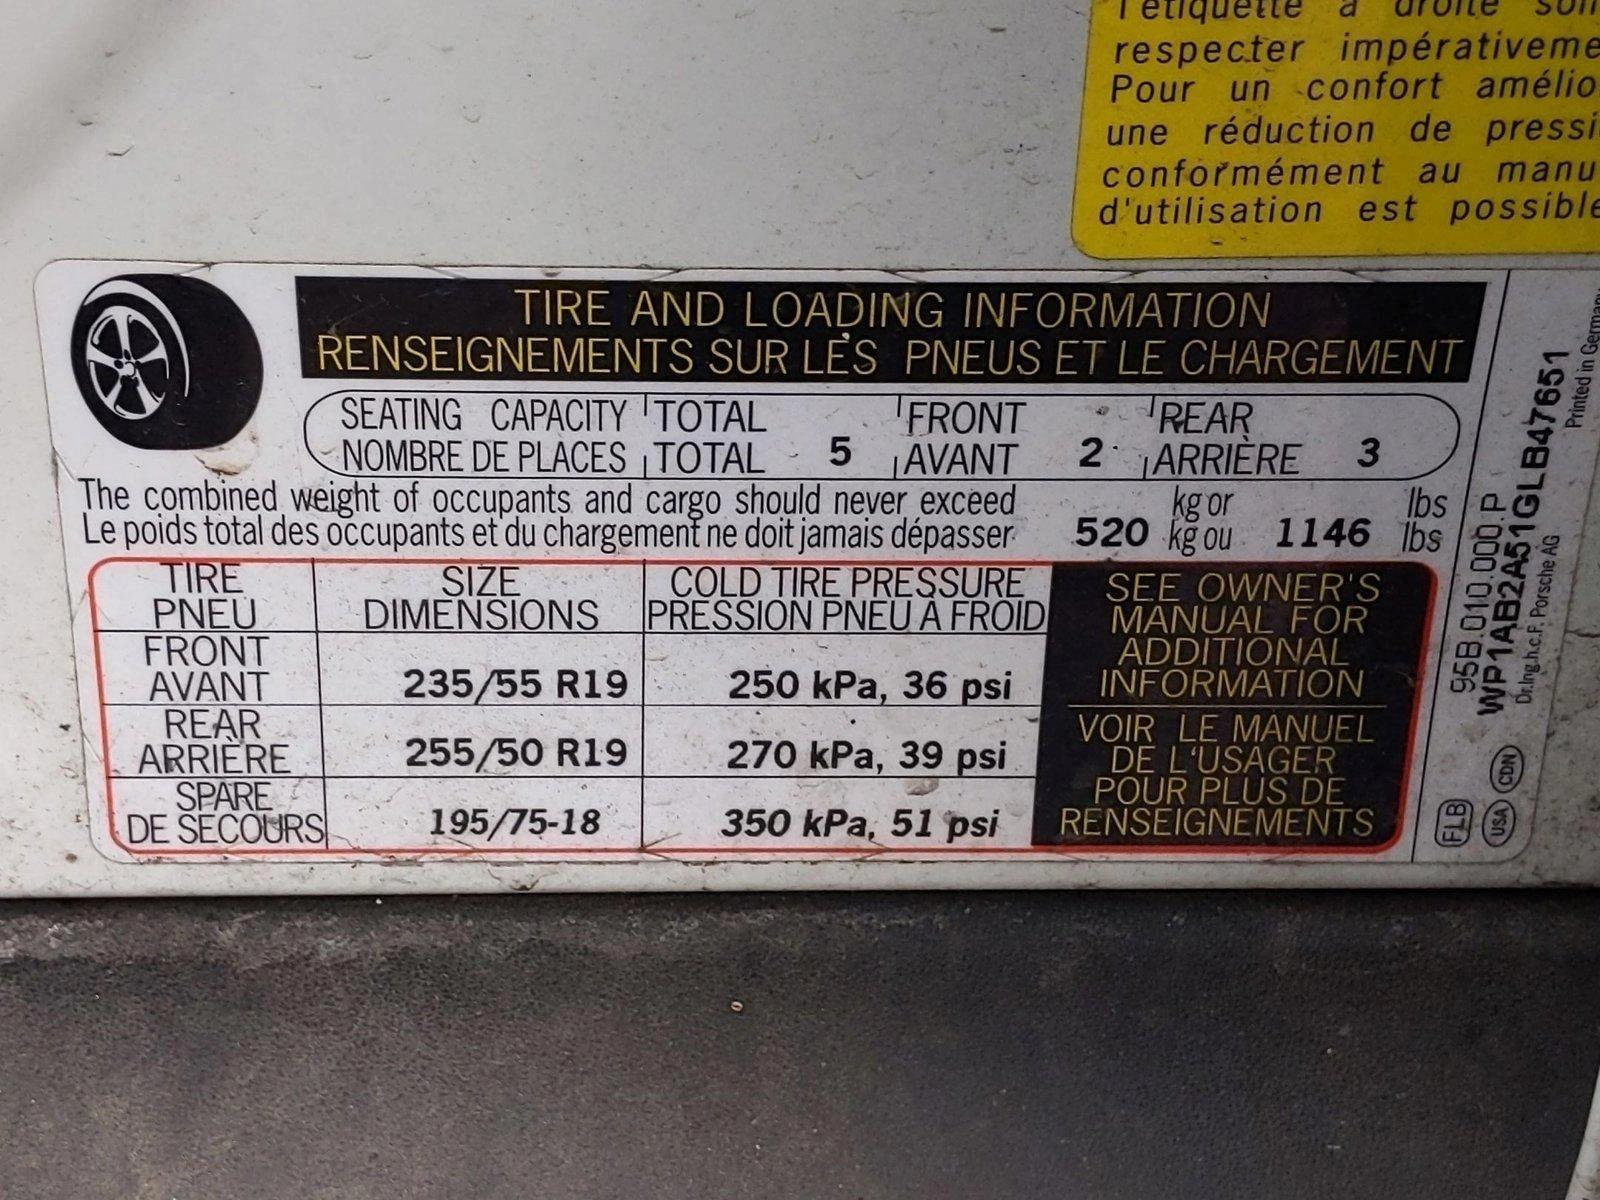 l'étiquette à droite
respecter
Pour un confort
une réduction de
conformément au
d'utilisation est possible
TIRE AND LOADING INFORMATION
RENSEIGNEMENTS SUR LES PNEUS ET LE CHARGEMENT
SEATING CAPACITY TOTAL FRONT REAR
NOMBRE DE PLACES TOTAL 5 AVANT 2 ARRIÈRE 3
The combined weight of occupants and cargo should never exceed kg or lbs
Le poids total des occupants et du chargement ne doit jamais dépasser 520 kg ou 1146 lbs
TIRE SIZE COLD TIRE PRESSURE
PNEU DIMENSIONS PRESSION PNEU À FROID
FRONT
AVANT 235/55 R19 250 kPa, 36 psi
REAR
ARRIÈRE 255/50 R19 270 kPa, 39 psi
SPARE
DE SECOURS 195/75-18 350 kPa, 51 psi
SEE OWNER'S
MANUAL FOR
ADDITIONAL
INFORMATION
VOIR LE MANUEL
DE L'USAGER
POUR PLUS DE
RENSEIGNEMENTS
95B.010.000.P
WP1AB2A51GLB47651
Dr.Ing.h.c.F. Porsche AG
Printed in Germany
FLB
USA
CDN